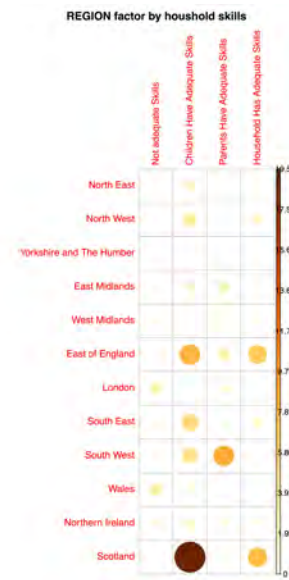 REGION factor by houshold skills
Not adequate Skills
Children Have Adequate Skills
Parents Have Adequate Skills
Household Has Adequate Skills
North East
North West
Yorkshire and The Humber
East Midlands
West Midlands
East of England
London
South East
South West
Wales
Northern Ireland
Scotland
9.7
7.8
3.9
1.9
0